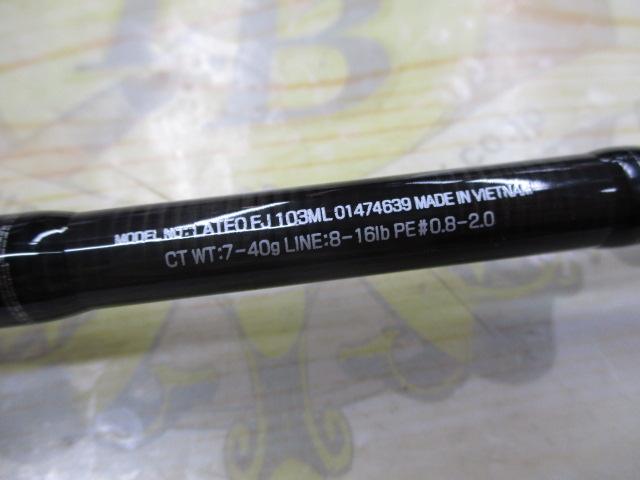 MODEL NO:LATEO FJ 103ML 01474639 MADE IN VIETNAM
CT WT:7-40g LINE:8-16lb PE#0.8-2.0